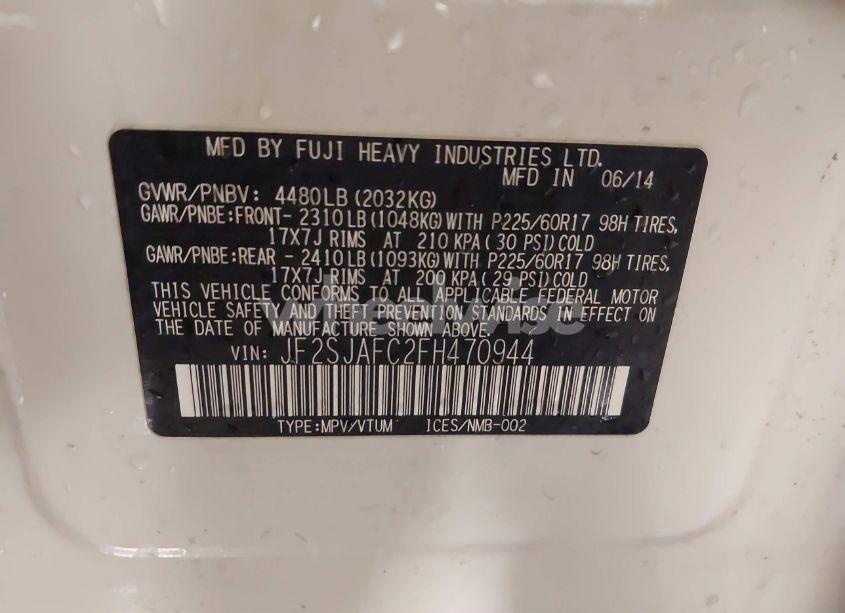 MFD BY FUJI HEAVY INDUSTRIES LTD.
MFD IN 06/14
GVWR/PNBV: 4480LB(2032KG)
GAWR/PNBE:FRONT- 2310LB(1048KG)WITH P225/60R17 98H TIRES,
17X7J RIMS AT 210 KPA( 30 PSI)COLD
GAWR/PNBE:REAR - 2410LB(1093KG)WITH P225/60R17 98H TIRES,
17X7J RIMS AT 200 KPA( 29 PSI)COLD
THIS VEHICLE CONFORMS TO ALL APPLICABLE FEDERAL MOTOR
VEHICLE SAFETY AND THEFT PREVENTION STANDARDS IN EFFECT ON
THE DATE OF MANUFACTURE SHOWN ABOVE.
VIN: JF2SJAFC2FH470944
TYPE:MPV/VTUM ICES/NMB-002